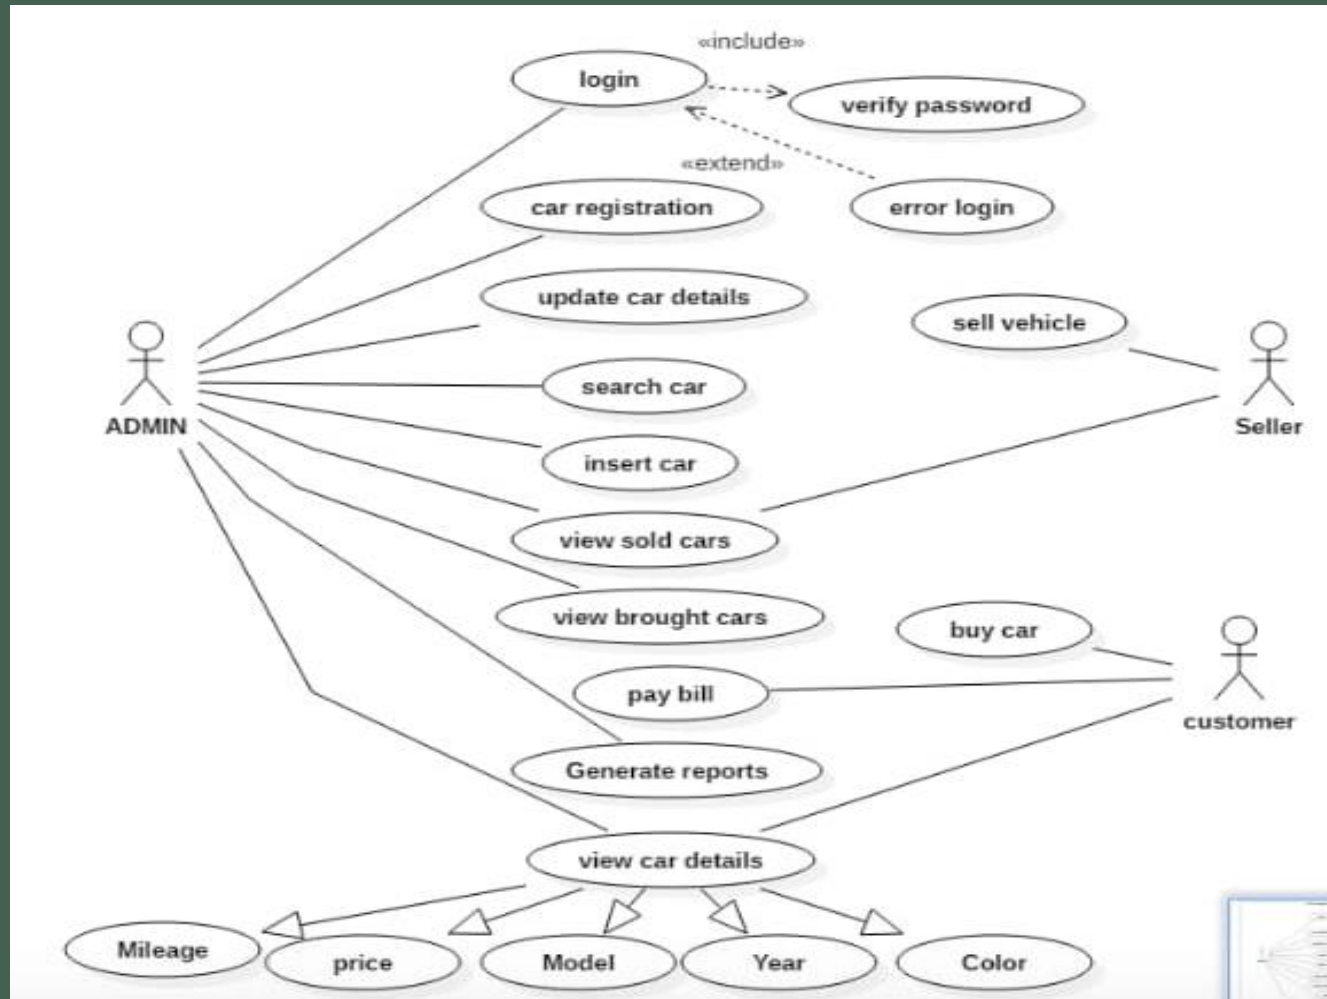 «include»
login
verify password
«extend»
car registration
error login
update car details
sell vehicle
search car
ADMIN
Seller
insert car
view sold cars
view brought cars
buy car
pay bill
customer
Generate reports
view car details
Mileage
price
Model
Year
Color